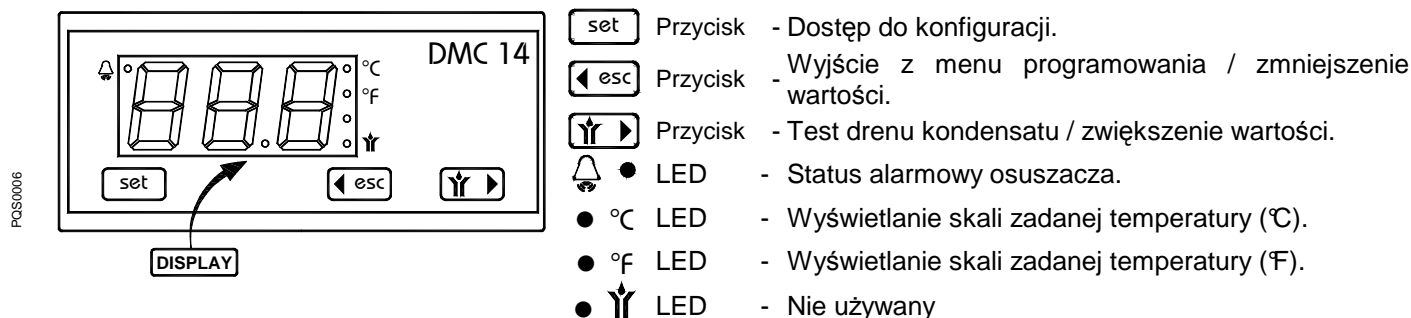 DMC 14
°C
°F
set
esc
DISPLAY
PQS0006
set Przycisk - Dostęp do konfiguracji.
esc Przycisk - Wyjście z menu programowania / zmniejszenie
wartości.
Przycisk - Test drenu kondensatu / zwiększenie wartości.
LED - Status alarmowy osuszacza.
°C LED - Wyświetlanie skali zadanej temperatury (°C).
°F LED - Wyświetlanie skali zadanej temperatury (°F).
LED - Nie używany